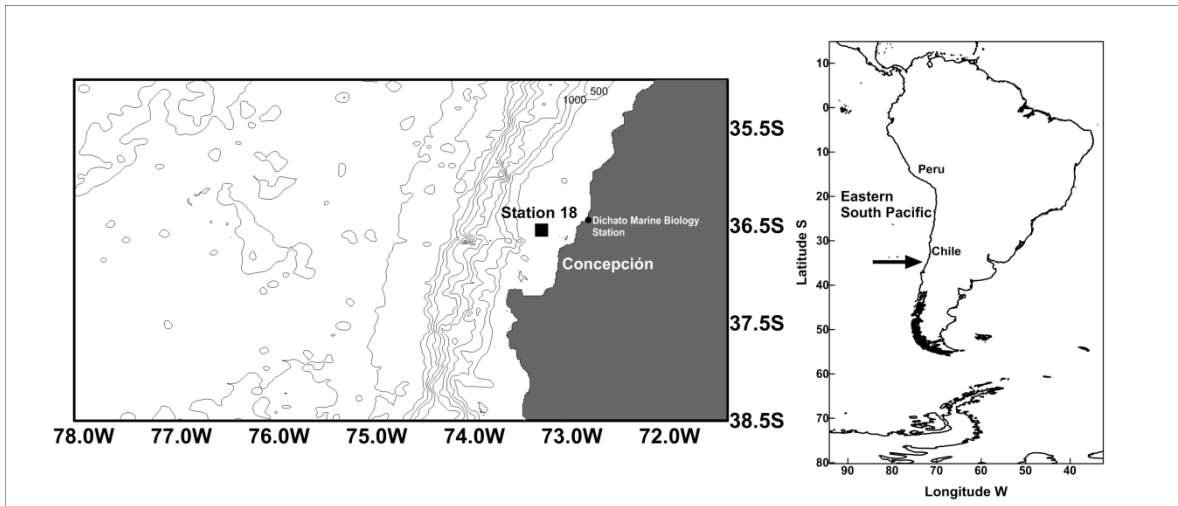 500
1000
35.5S
Station 18
Dichato Marine Biology
Station
36.5S
Concepción
37.5S
38.5S
78.0W 77.0W 76.0W 75.0W 74.0W 73.0W 72.0W
10
0
10
Peru
20
Eastern
South Pacific
30
Chile
40
50
60
70
80
Latitude S
90 80 70 60 50 40
Longitude W